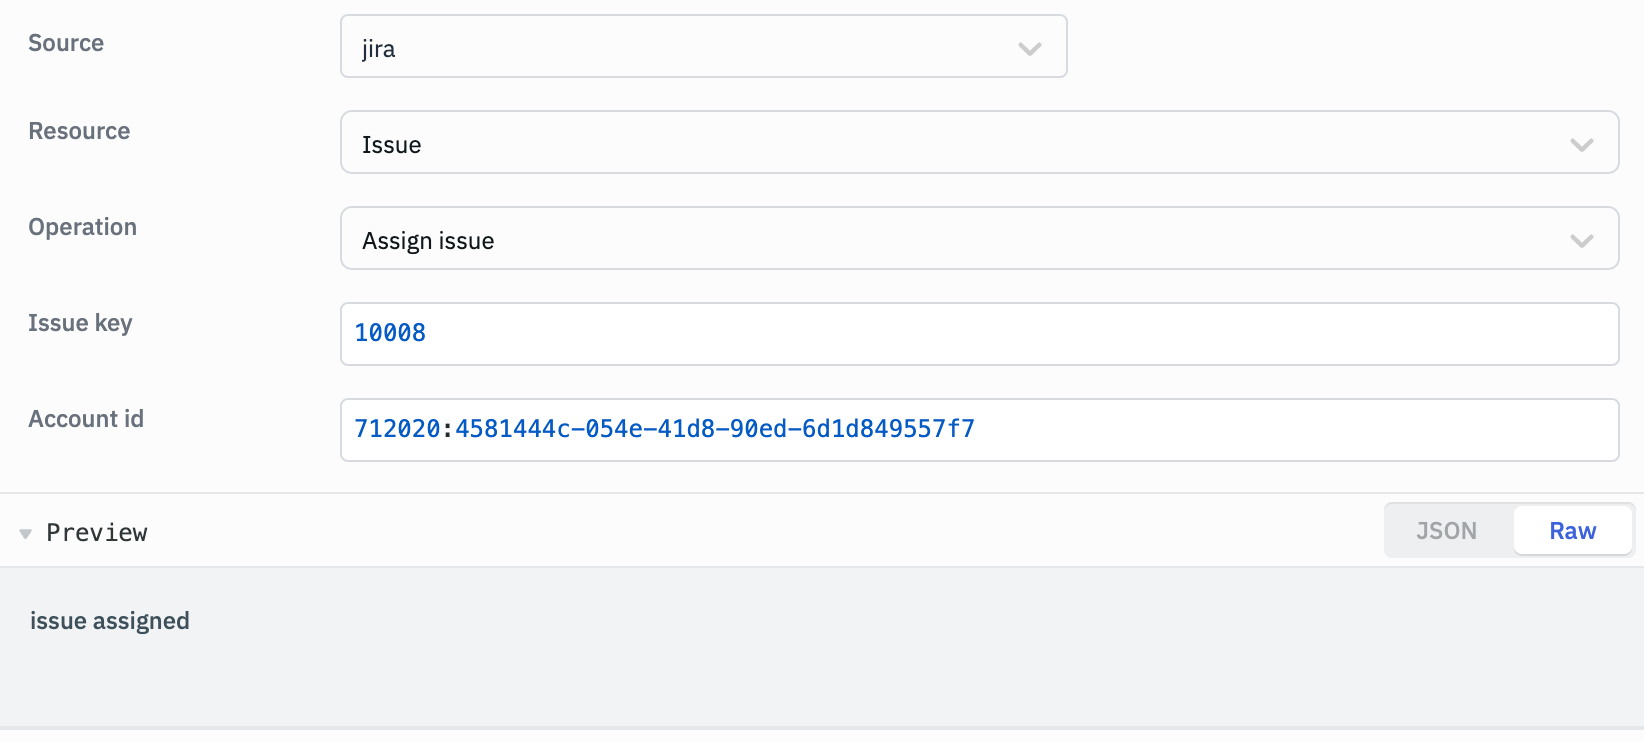 Source
jira
Resource
Issue
Operation
Assign issue
Issue key
10008
Account id
712020:4581444c-054e-41d8-90ed-6d1d849557f7
Preview
JSON
Raw
issue assigned